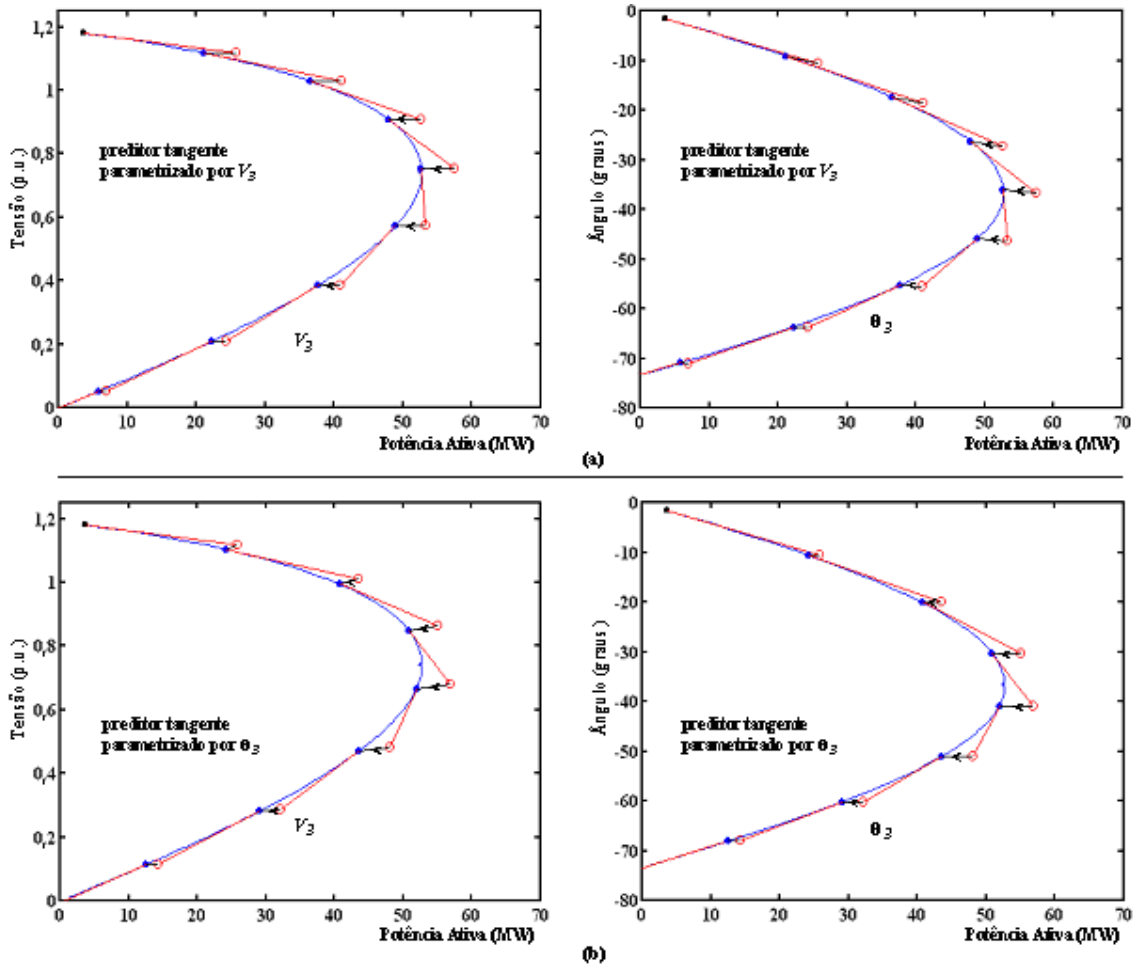 1,2
1
0,8
0,6
0,4
0,2
0
Tensão (p.u.)
preditor tangente
parametrizado por V3
V3
0 10 20 30 40 50 60 70
Potência Ativa (MW)
0
-10
-20
-30
-40
-50
-60
-70
-80
Ângulo (graus)
preditor tangente
parametrizado por V3
θ3
0 10 20 30 40 50 60 70
Potência Ativa (MW)
(a)
1,2
1
0,8
0,6
0,4
0,2
0
Tensão (p.u.)
preditor tangente
parametrizado por θ3
V3
0 10 20 30 40 50 60 70
Potência Ativa (MW)
0
-10
-20
-30
-40
-50
-60
-70
-80
Ângulo (graus)
preditor tangente
parametrizado por θ3
θ3
0 10 20 30 40 50 60 70
Potência Ativa (MW)
(b)